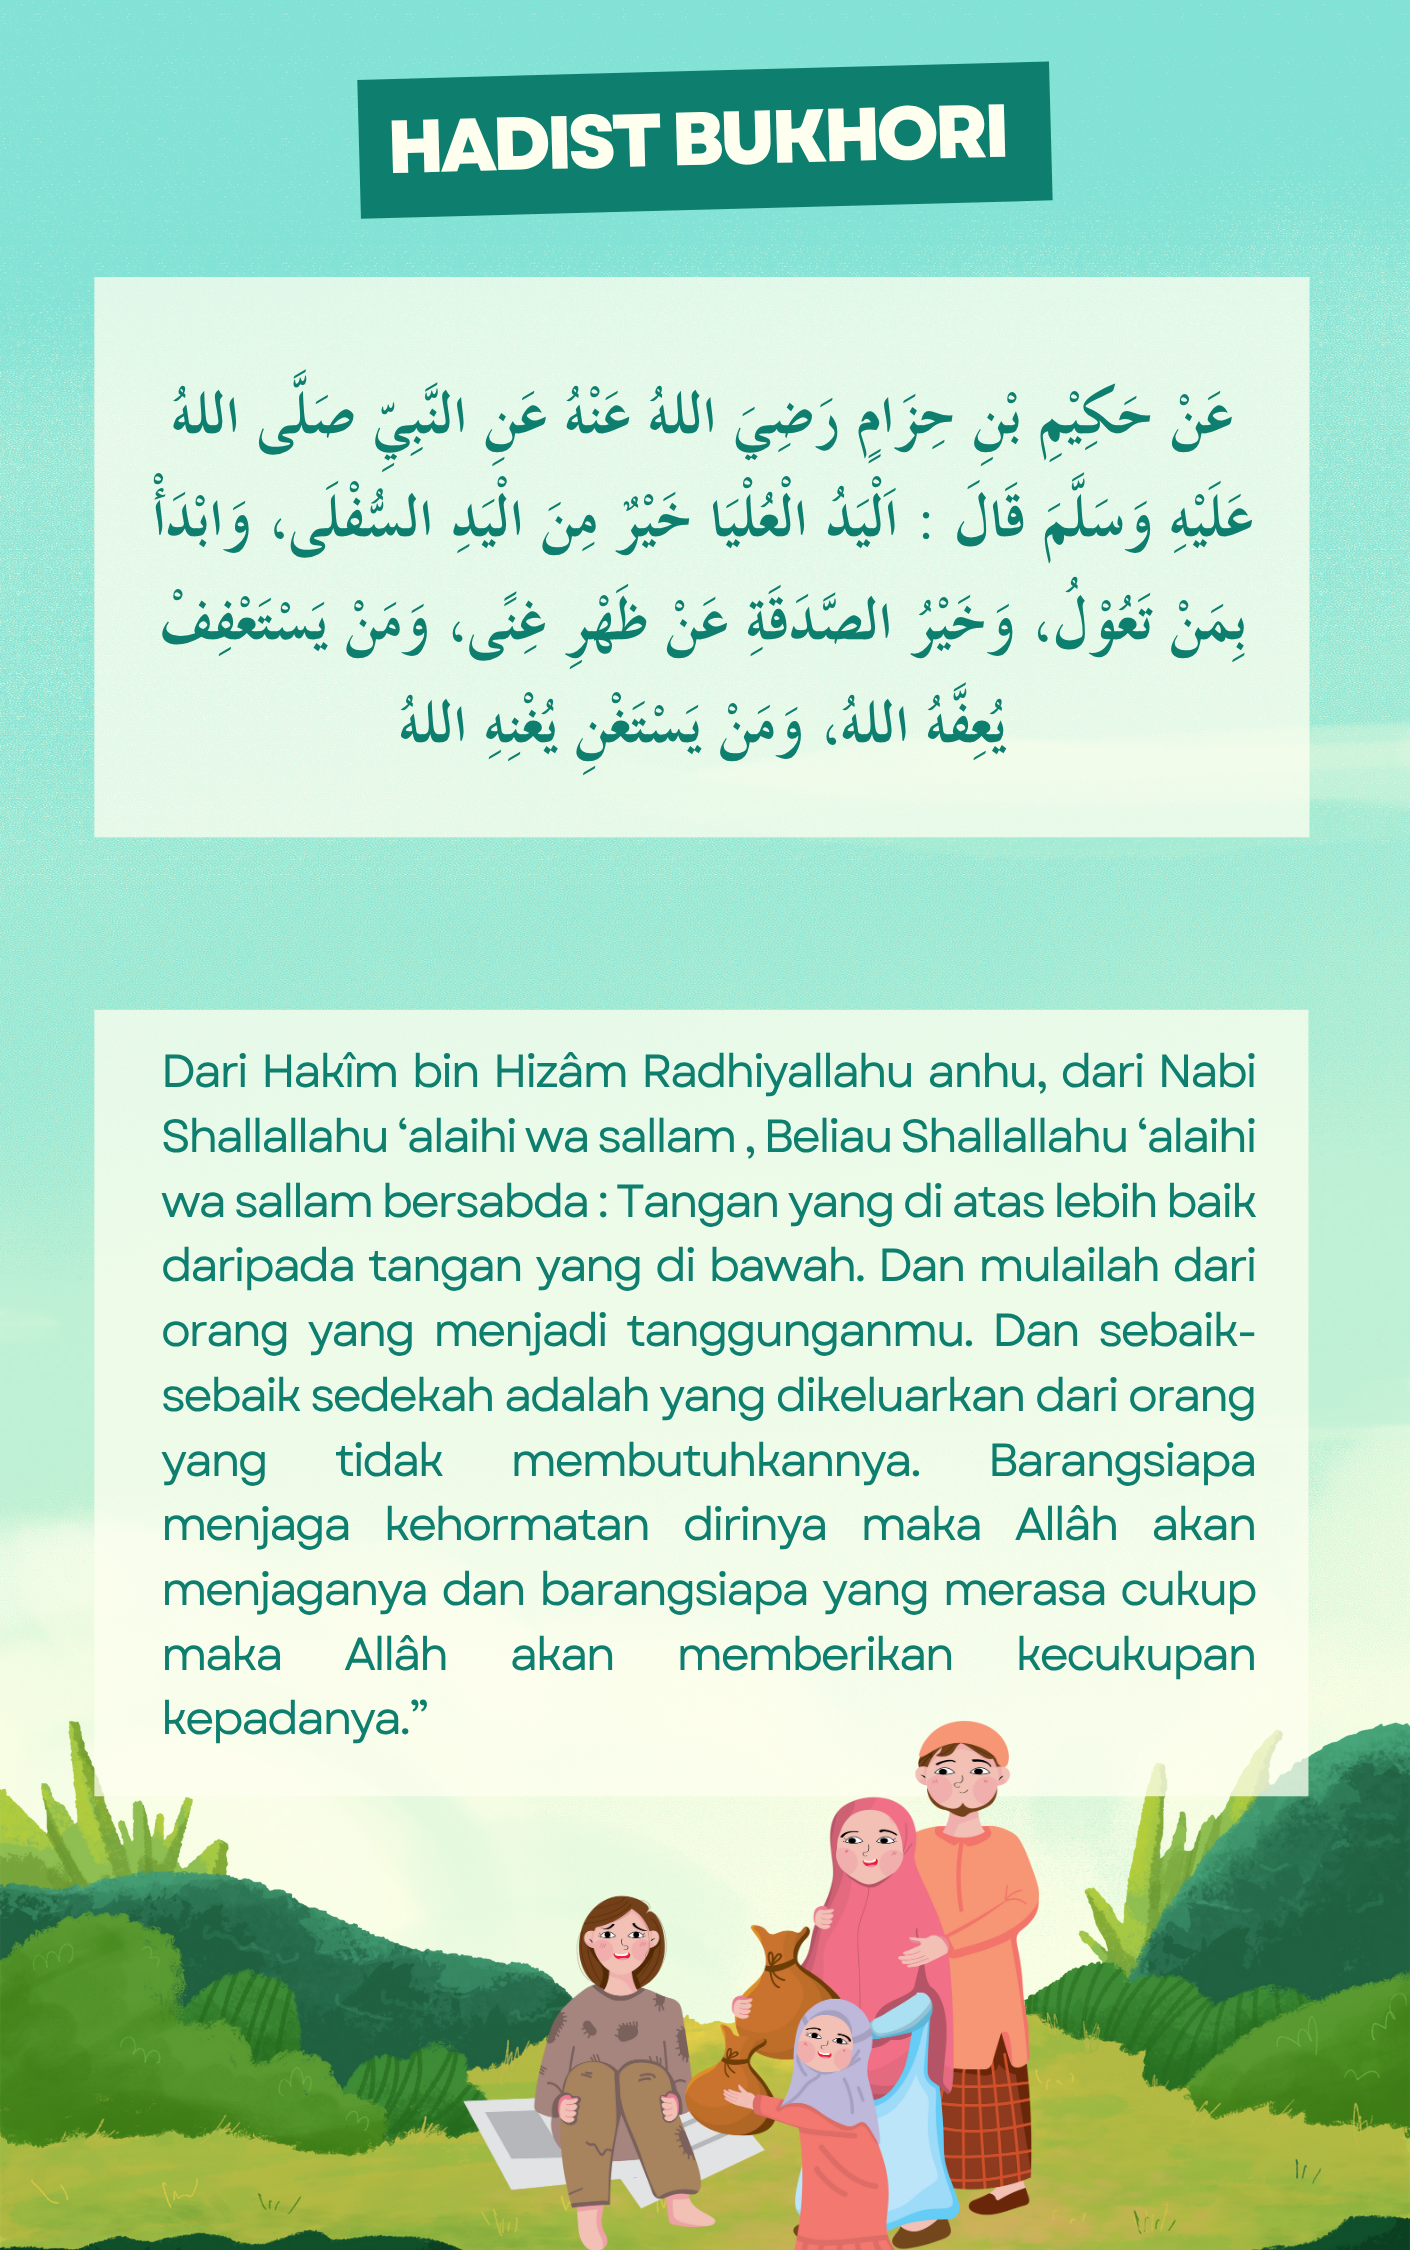 HADIST BUKHORI
عَنْ حَكِيْمِ بْنِ حِزَامٍ رَضِيَ اللهُ عَنْهُ عَنِ النَّبِيِّ صَلَّى اللهُ
عَلَيْهِ وَسَلَّمَ قَالَ : اَلْيَدُ الْعُلْيَا خَيْرٌ مِنَ الْيَدِ السُّفْلَى، وَابْدَأْ
بِمَنْ تَعُوْلُ، وَخَيْرُ الصَّدَقَةِ عَنْ ظَهْرِ غِنًى، وَمَنْ يَسْتَعْفِفْ
يُعِفَّهُ اللهُ، وَمَنْ يَسْتَغْنِ يُغْنِهِ اللهُ
Dari Hakîm bin Hizâm Radhiyallahu anhu, dari Nabi
Shallallahu ‘alaihi wa sallam , Beliau Shallallahu ‘alaihi
wa sallam bersabda : Tangan yang di atas lebih baik
daripada tangan yang di bawah. Dan mulailah dari
orang yang menjadi tanggunganmu. Dan sebaik-
sebaik sedekah adalah yang dikeluarkan dari orang
yang tidak membutuhkannya. Barangsiapa
menjaga kehormatan dirinya maka Allâh akan
menjaganya dan barangsiapa yang merasa cukup
maka Allâh akan memberikan kecukupan
kepadanya.”